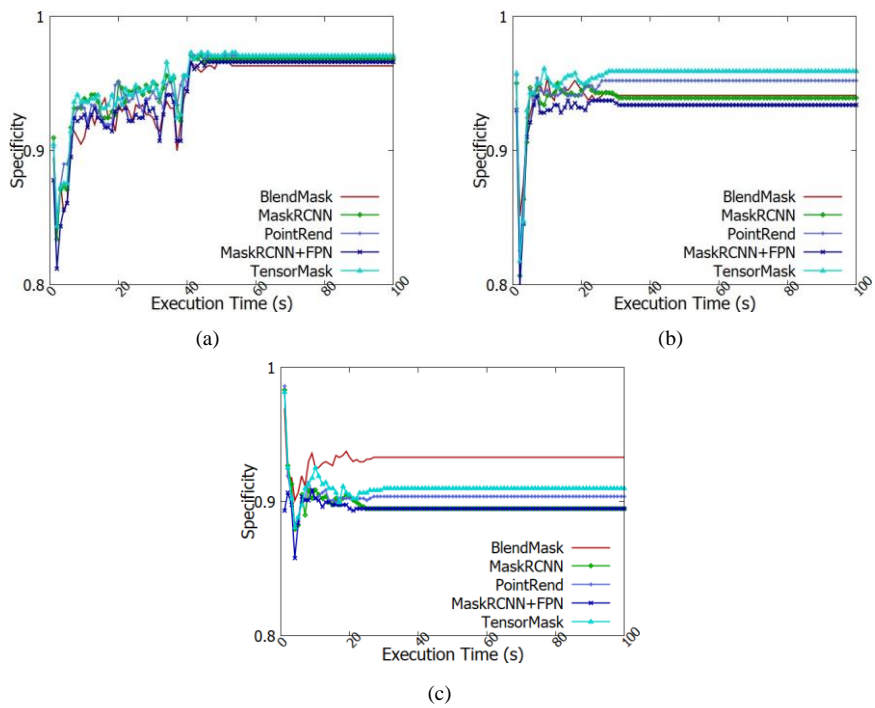 1
0.9
0.8
Specificity
BlendMask
MaskRCNN
PointRend
MaskRCNN+FPN
TensorMask
0 20 40 60 80 100
Execution Time (s)
(a)
1
0.9
0.8
Specificity
BlendMask
MaskRCNN
PointRend
MaskRCNN+FPN
TensorMask
0 20 40 60 80 100
Execution Time (s)
(b)
1
0.9
0.8
Specificity
BlendMask
MaskRCNN
PointRend
MaskRCNN+FPN
TensorMask
0 20 40 60 80 100
Execution Time (s)
(c)